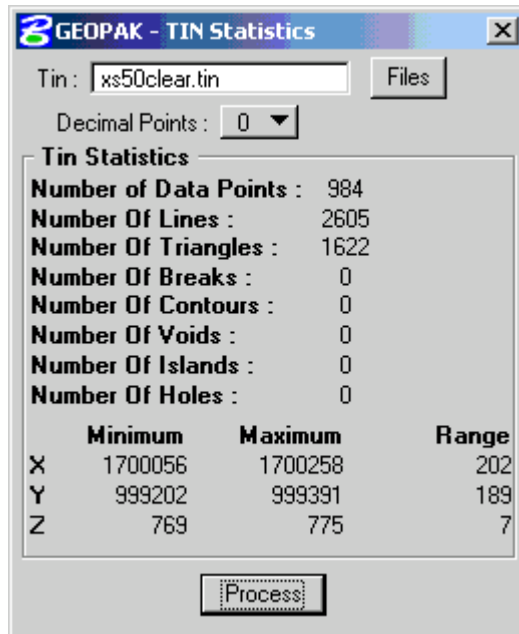 GEOPAK - TIN Statistics
Tin : xs50clear.tin Files
Decimal Points : 0
Tin Statistics
Number of Data Points : 984
Number Of Lines : 2605
Number Of Triangles : 1622
Number Of Breaks : 0
Number Of Contours : 0
Number Of Voids : 0
Number Of Islands : 0
Number Of Holes : 0
Minimum Maximum Range
X 1700056 1700258 202
Y 999202 999391 189
Z 769 775 7
Process